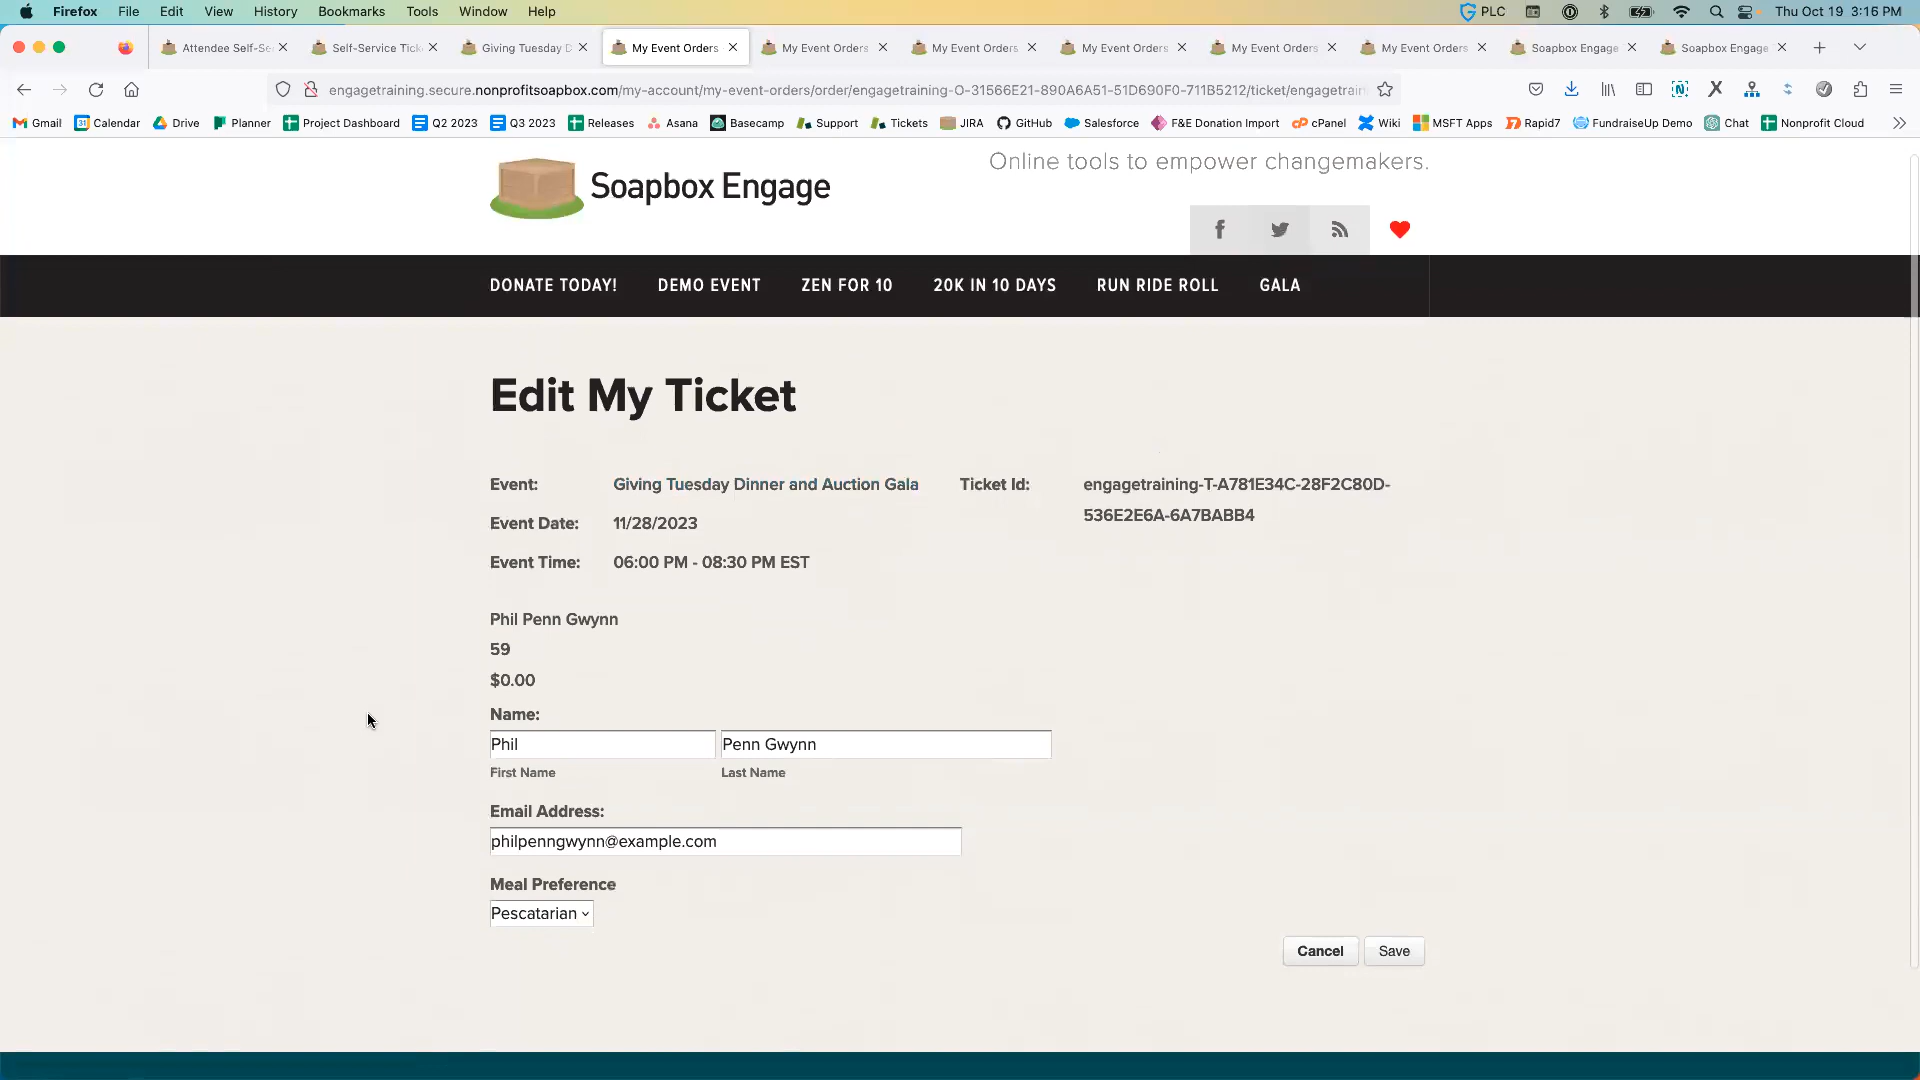 Firefox File Edit View History Bookmarks Tools Window Help PLC Thu Oct 19 3:16 PM
Attendee Self-Se Self-Service Tick Giving Tuesday D My Event Orders My Event Orders My Event Orders My Event Orders My Event Orders My Event Orders Soapbox Engage Soapbox Engage
engagetraining.secure.nonprofitsoapbox.com/my-account/my-event-orders/order/engagetraining-O-31566E21-890A6A51-51D690F0-711B5212/ticket/engagetrain
Gmail Calendar Drive Planner Project Dashboard Q2 2023 Q3 2023 Releases Asana Basecamp Support Tickets JIRA GitHub Salesforce F&E Donation Import cPanel Wiki MSFT Apps Rapid7 FundraiseUp Demo Chat Nonprofit Cloud
Online tools to empower changemakers.
Soapbox Engage
DONATE TODAY! DEMO EVENT ZEN FOR 10 20K IN 10 DAYS RUN RIDE ROLL GALA
Edit My Ticket
Event: Giving Tuesday Dinner and Auction Gala Ticket Id: engagetraining-T-A781E34C-28F2C80D-
536E2E6A-6A7BABB4
Event Date: 11/28/2023
Event Time: 06:00 PM - 08:30 PM EST
Phil Penn Gwynn
59
$0.00
Name:
Phil Penn Gwynn
First Name Last Name
Email Address:
philpenngwynn@example.com
Meal Preference
Pescatarian
Cancel Save